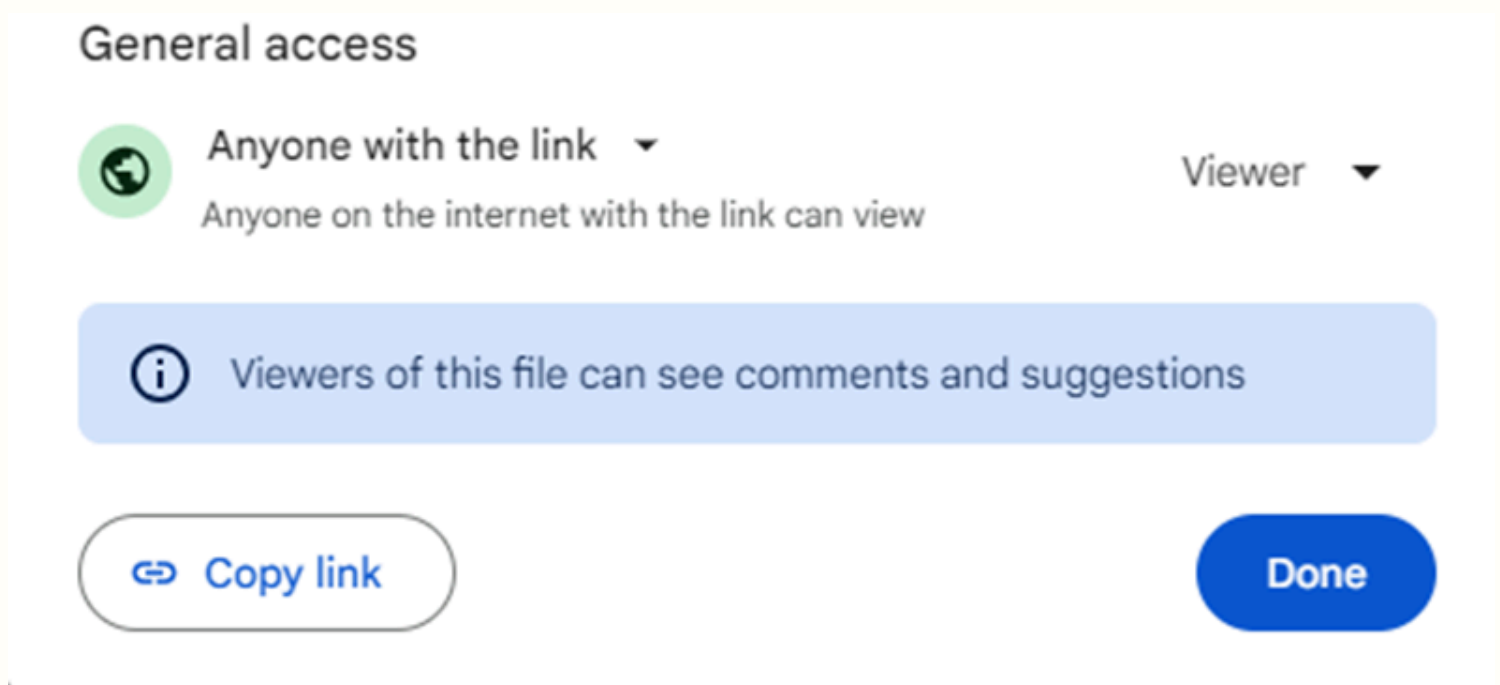 General access
Anyone with the link
Viewer
Anyone on the internet with the link can view
Viewers of this file can see comments and suggestions
Copy link
Done